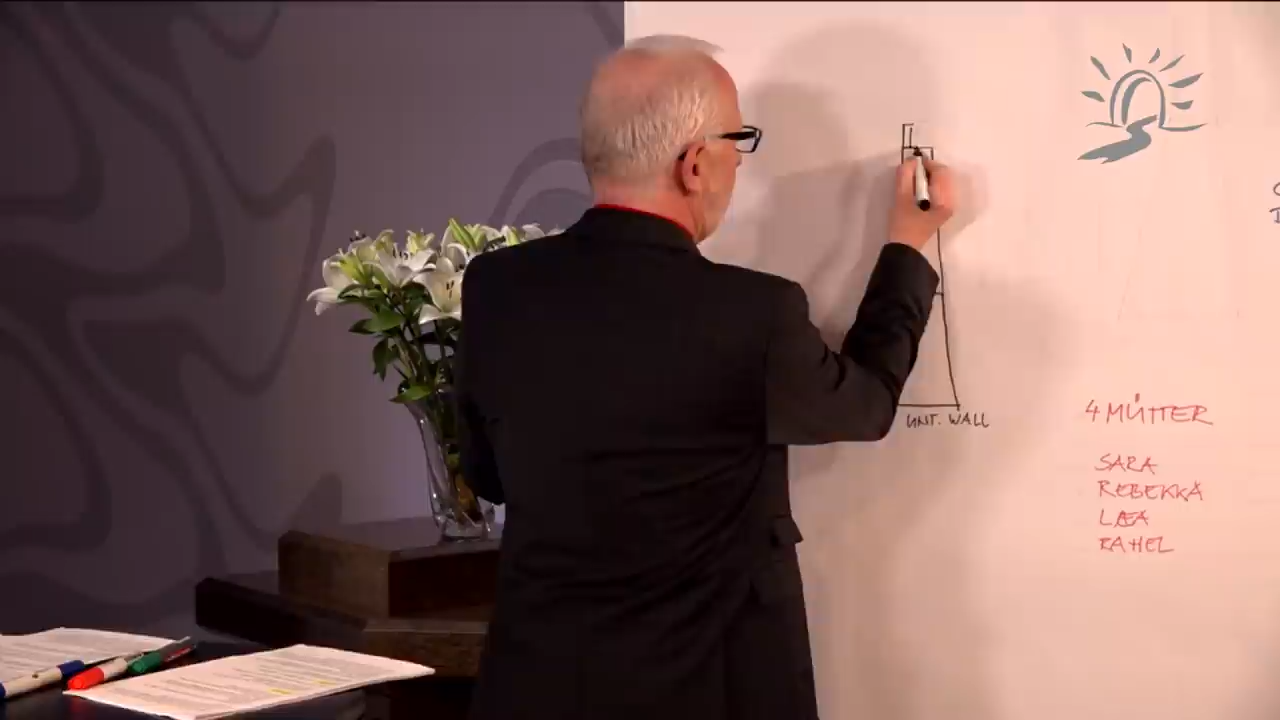 UNT. WALL
4 MÜTTER
SARA
REBEKKA
LEA
RAHEL